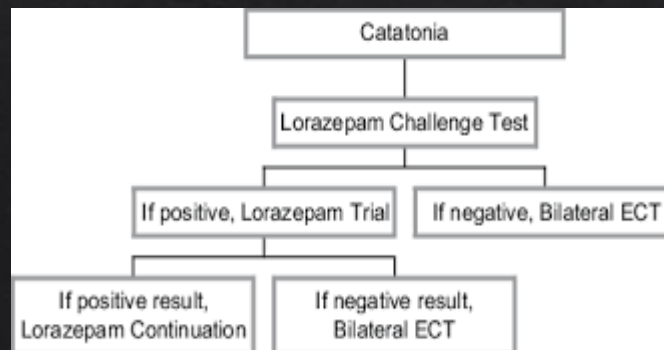 Catatonia
Lorazepam Challenge Test
If positive, Lorazepam Trial
If negative, Bilateral ECT
If positive result,
Lorazepam Continuation
If negative result,
Bilateral ECT